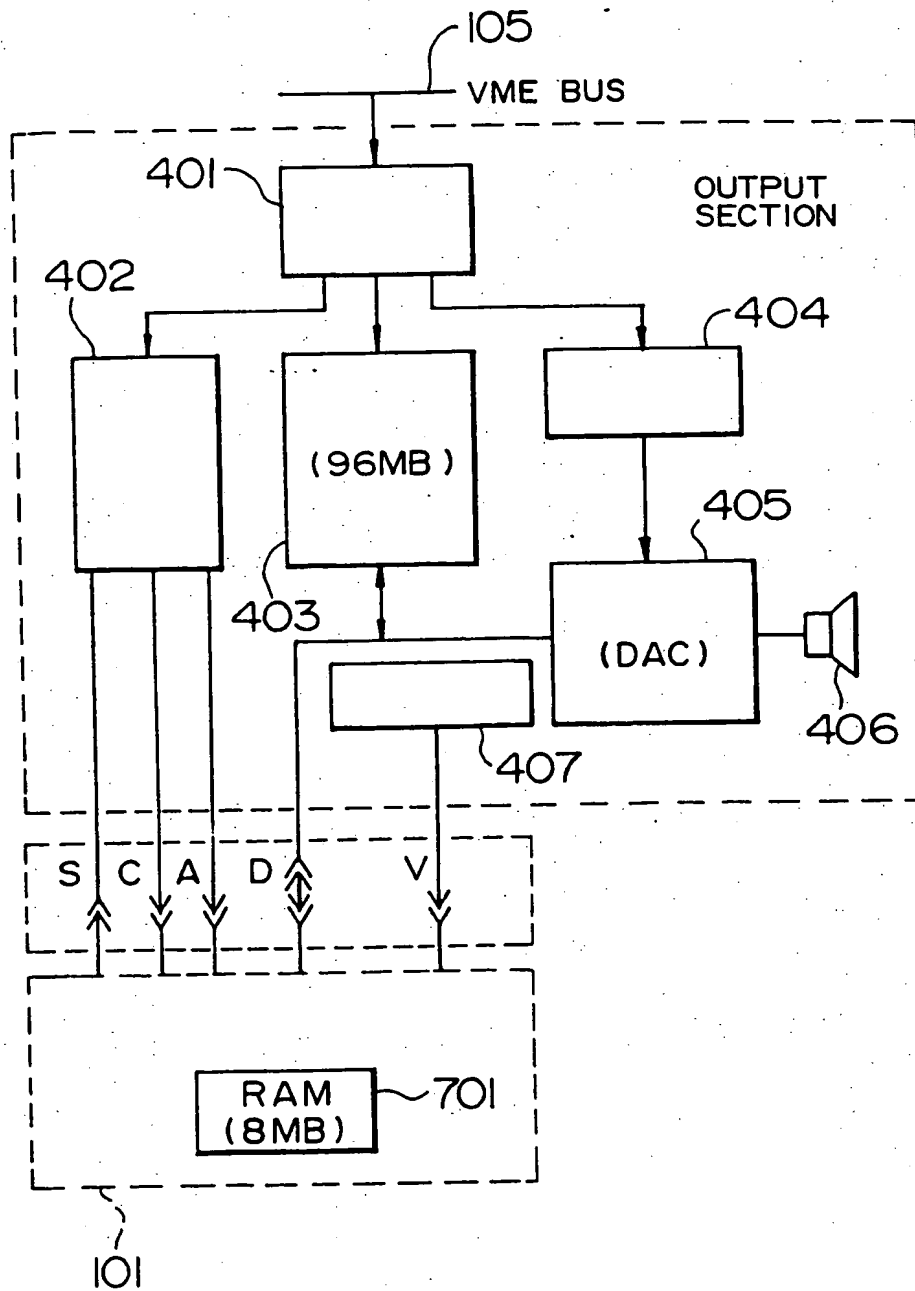 105
VME BUS
401
OUTPUT
SECTION
402
404
(96MB)
405
403
(DAC)
406
407
S C A D V
RAM
(8MB)
701
101